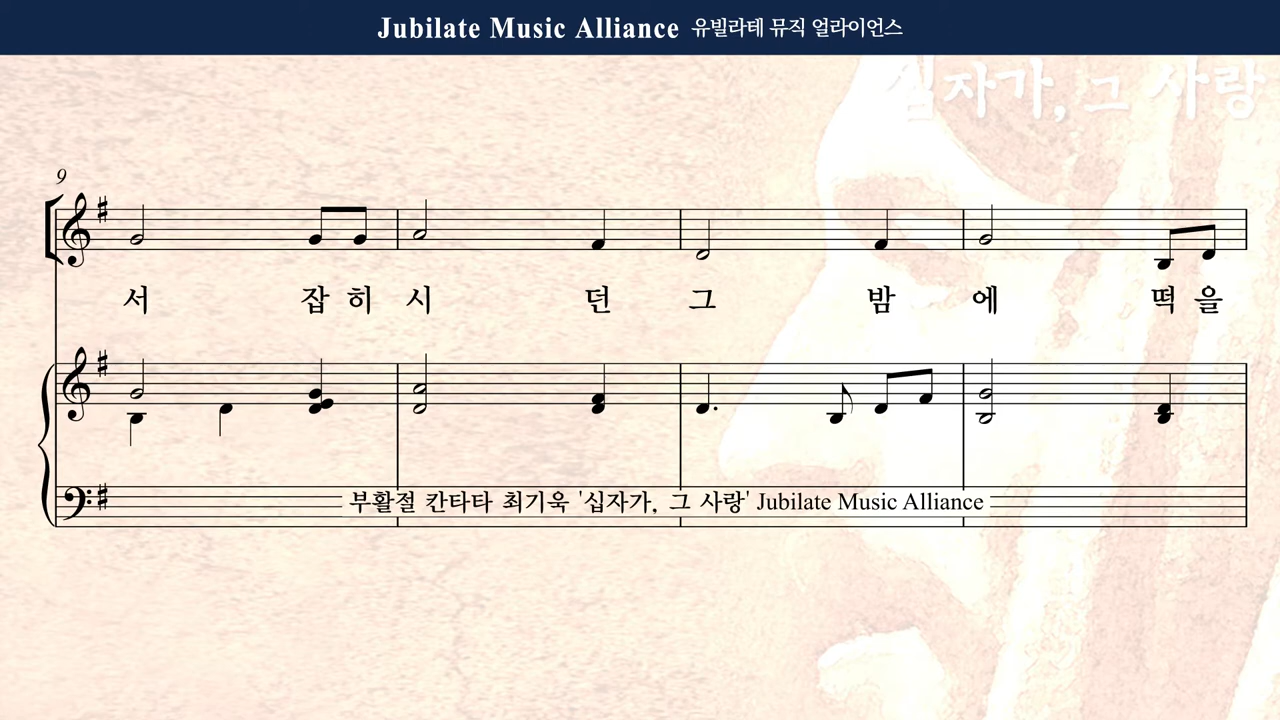 Jubilate Music Alliance 유빌라테 뮤직 얼라이언스
십자가, 그 사랑
9
서 잡 히 시 던 그 밤 에 떡 을
부활절 칸타타 최기욱 '십자가, 그 사랑' Jubilate Music Alliance